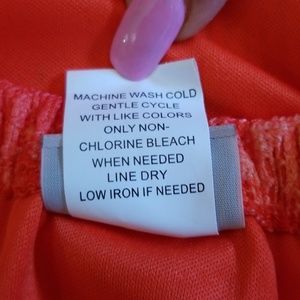 MACHINE WASH COLD
GENTLE CYCLE
WITH LIKE COLORS
ONLY NON-
CHLORINE BLEACH
WHEN NEEDED
LINE DRY
LOW IRON IF NEEDED